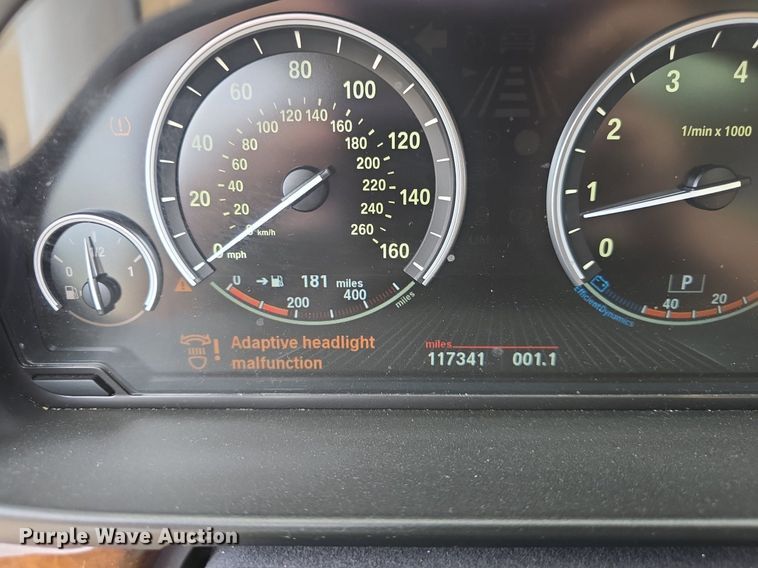 0 1/2 1
0 20 40 60 80 100 120 140 160
mph
0 20 40 60 80 100 120 140 160 180 200 220 240 260
km/h
181 miles
0 200 400
miles
0 1 2 3 4
1/min x 1000
P
40 20
EfficientDynamics
Adaptive headlight
malfunction
miles
117341 001.1
Purple Wave Auction